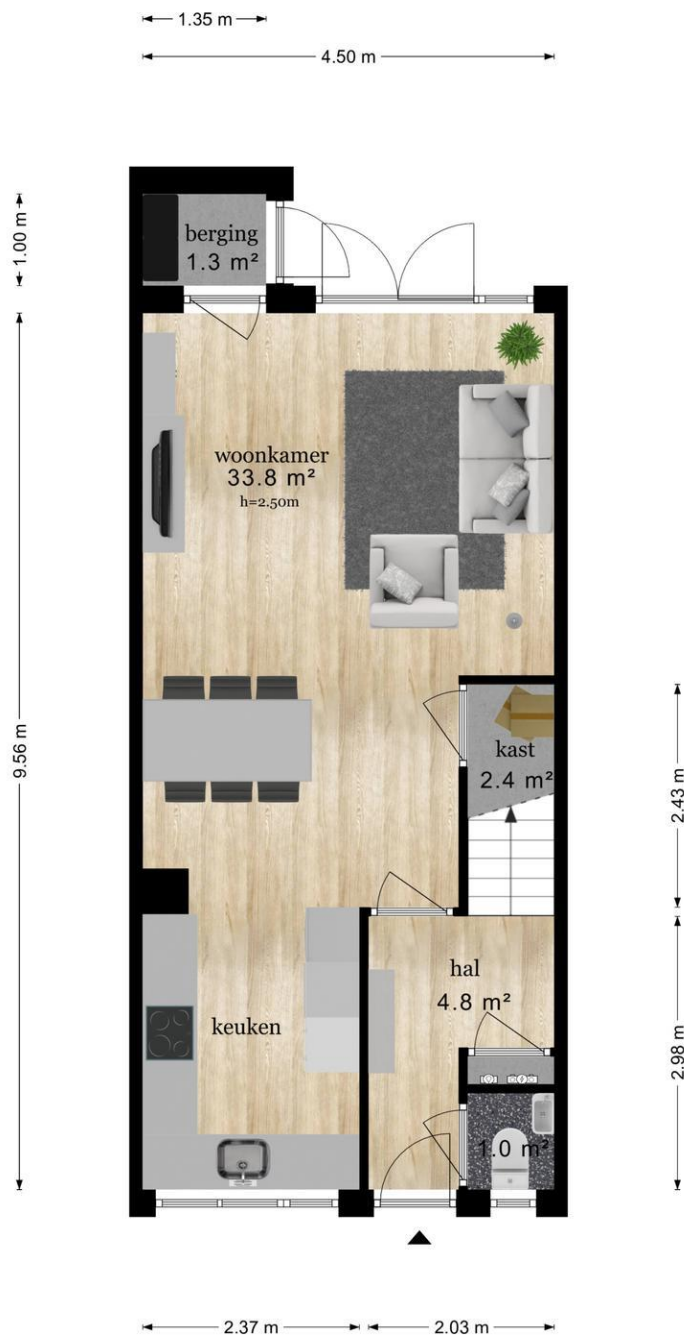 1.35 m
4.50 m
1.00 m
berging
1.3 m²
woonkamer
33.8 m²
h=2.50m
9.56 m
kast
2.4 m²
2.43 m
hal
4.8 m²
keuken
2.98 m
1.0 m²
2.37 m
2.03 m